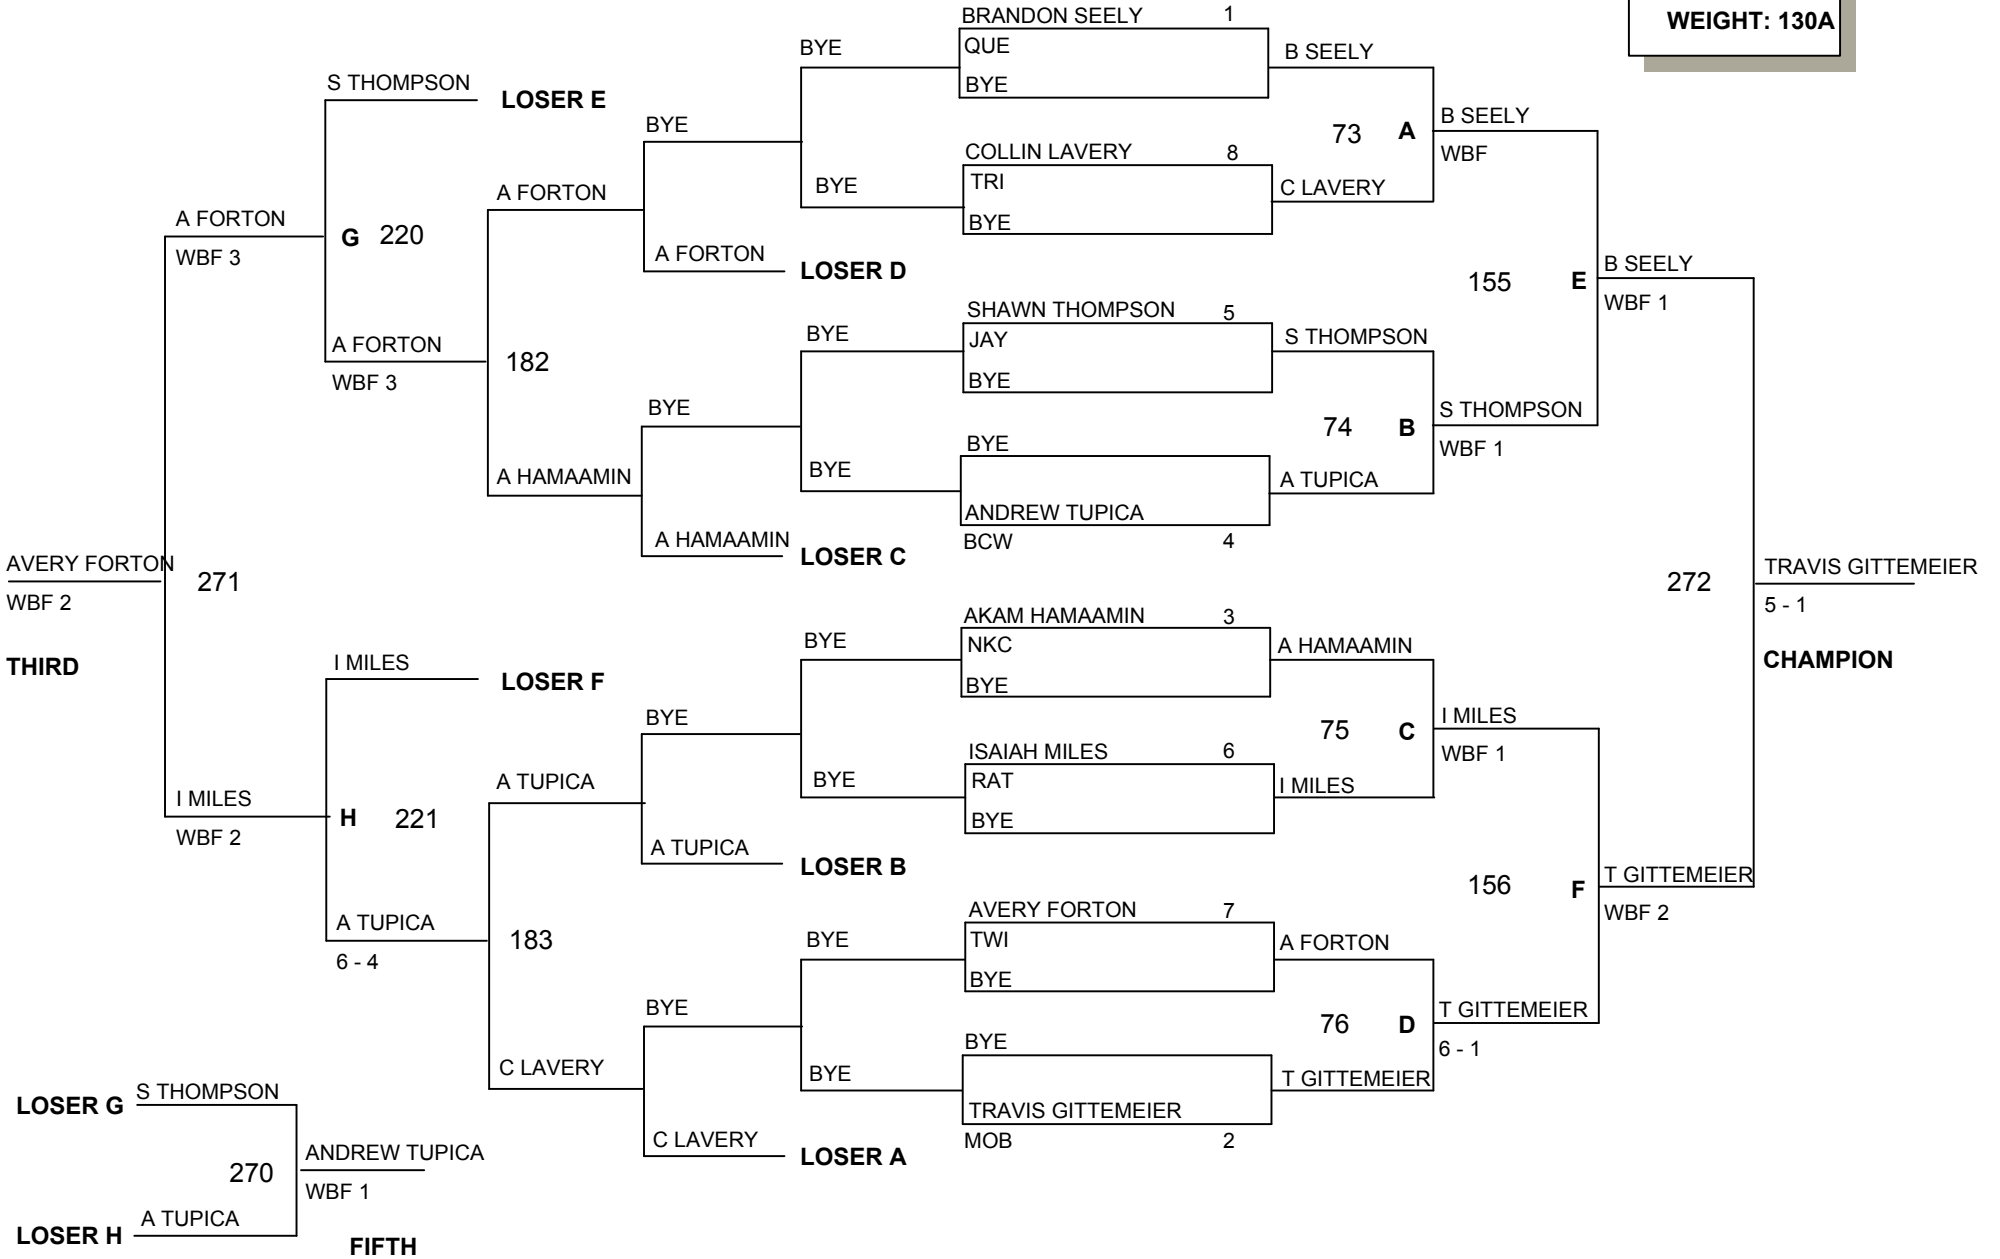 WEIGHT: 130A
BRANDON SEELY 1
QUE
BYE
BYE
B SEELY
S THOMPSON
LOSER E
BYE
73 A
B SEELY
WBF
COLLIN LAVERY 8
TRI
BYE
BYE
C LAVERY
A FORTON
A FORTON
WBF 3
G 220
A FORTON
LOSER D
155 E
B SEELY
WBF 1
SHAWN THOMPSON 5
JAY
BYE
BYE
S THOMPSON
A FORTON
WBF 3
182
BYE
74 B
S THOMPSON
WBF 1
BYE
BYE
A TUPICA
ANDREW TUPICA
BCW 4
A HAMAAMIN
A HAMAAMIN
LOSER C
AVERY FORTON
WBF 2
THIRD
271
272
TRAVIS GITTEMEIER
5 - 1
CHAMPION
AKAM HAMAAMIN 3
NKC
BYE
BYE
A HAMAAMIN
I MILES
LOSER F
BYE
75 C
I MILES
WBF 1
ISAIAH MILES 6
RAT
BYE
BYE
I MILES
A TUPICA
I MILES
WBF 2
H 221
A TUPICA
LOSER B
156 F
T GITTEMEIER
WBF 2
AVERY FORTON 7
TWI
BYE
BYE
A FORTON
A TUPICA
6 - 4
183
BYE
76 D
T GITTEMEIER
6 - 1
BYE
BYE
T GITTEMEIER
TRAVIS GITTEMEIER
MOB 2
C LAVERY
C LAVERY
LOSER A
LOSER G
S THOMPSON
270
ANDREW TUPICA
WBF 1
LOSER H
A TUPICA
FIFTH